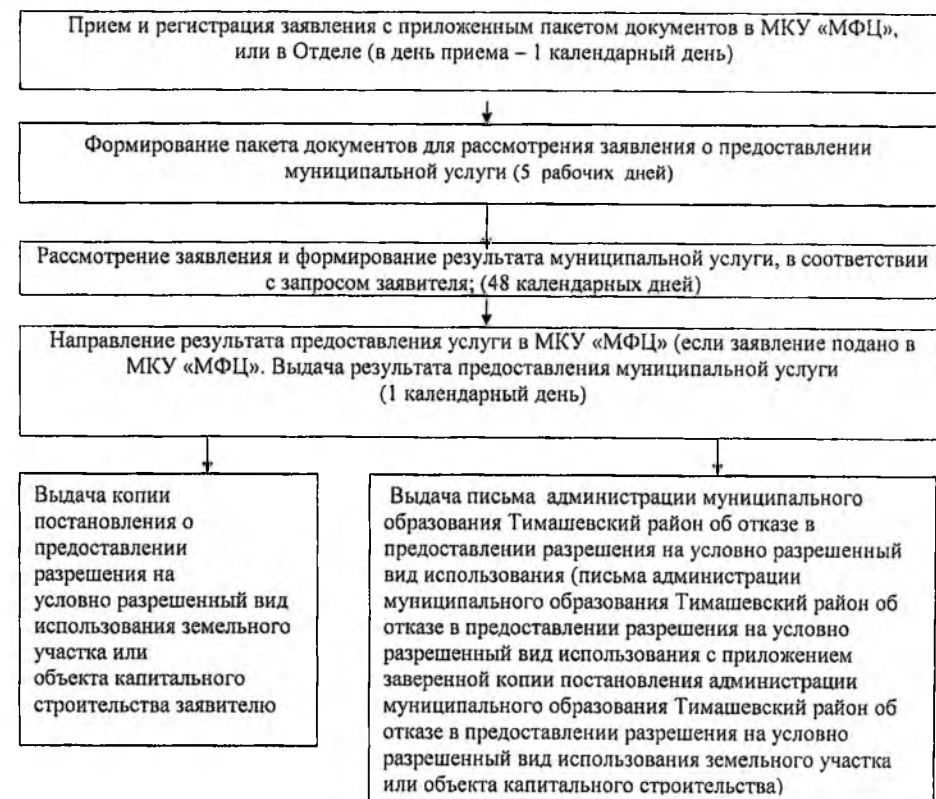 Прием и регистрация заявления с приложенным пакетом документов в МКУ «МФЦ»,
или в Отделе (в день приема – 1 календарный день)
Формирование пакета документов для рассмотрения заявления о предоставлении
муниципальной услуги (5 рабочих дней)
Рассмотрение заявления и формирование результата муниципальной услуги, в соответствии
с запросом заявителя; (48 календарных дней)
Направление результата предоставления услуги в МКУ «МФЦ» (если заявление подано в
МКУ «МФЦ». Выдача результата предоставления муниципальной услуги
(1 календарный день)
Выдача копии
постановления о
предоставлении
разрешения на
условно разрешенный вид
использования земельного
участка или
объекта капитального
строительства заявителю
Выдача письма администрации муниципального
образования Тимашевский район об отказе в
предоставлении разрешения на условно разрешенный
вид использования (письма администрации
муниципального образования Тимашевский район об
отказе в предоставлении разрешения на условно
разрешенный вид использования с приложением
заверенной копии постановления администрации
муниципального образования Тимашевский район об
отказе в предоставлении разрешения на условно
разрешенный вид использования земельного участка
или объекта капитального строительства)